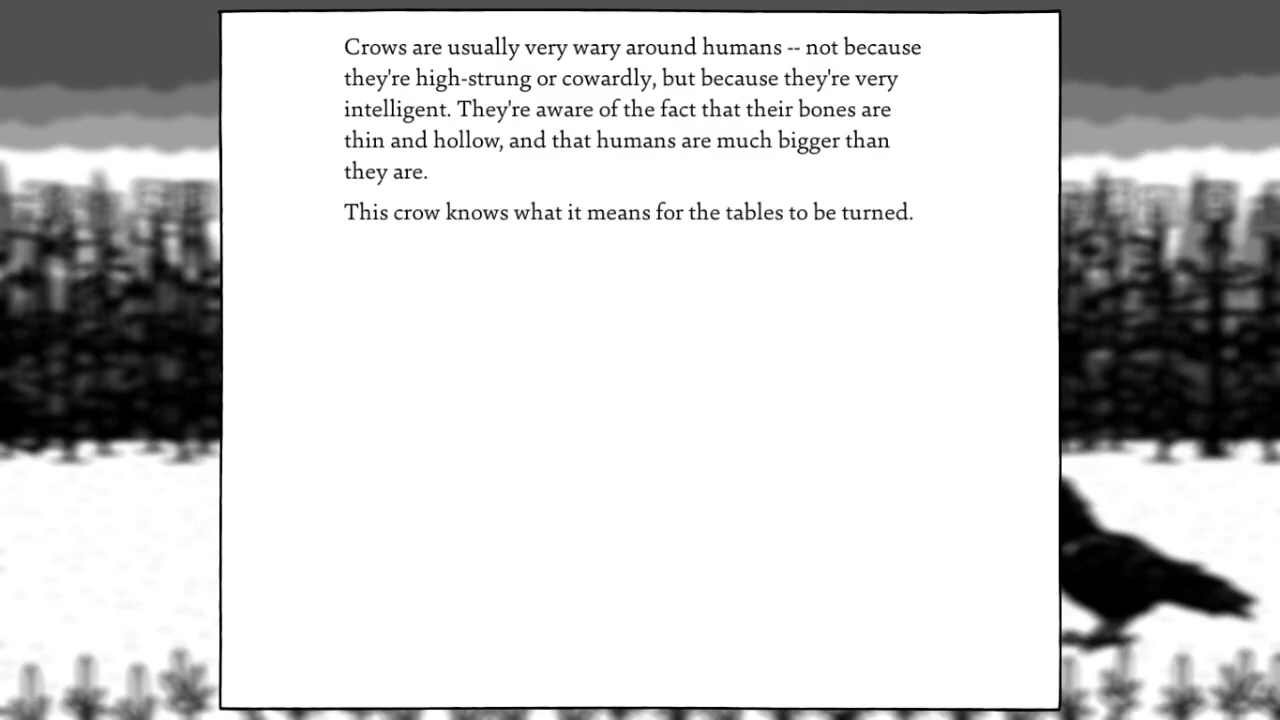 Crows are usually very wary around humans -- not because
they're high-strung or cowardly, but because they're very
intelligent. They're aware of the fact that their bones are
thin and hollow, and that humans are much bigger than
they are.
This crow knows what it means for the tables to be turned.